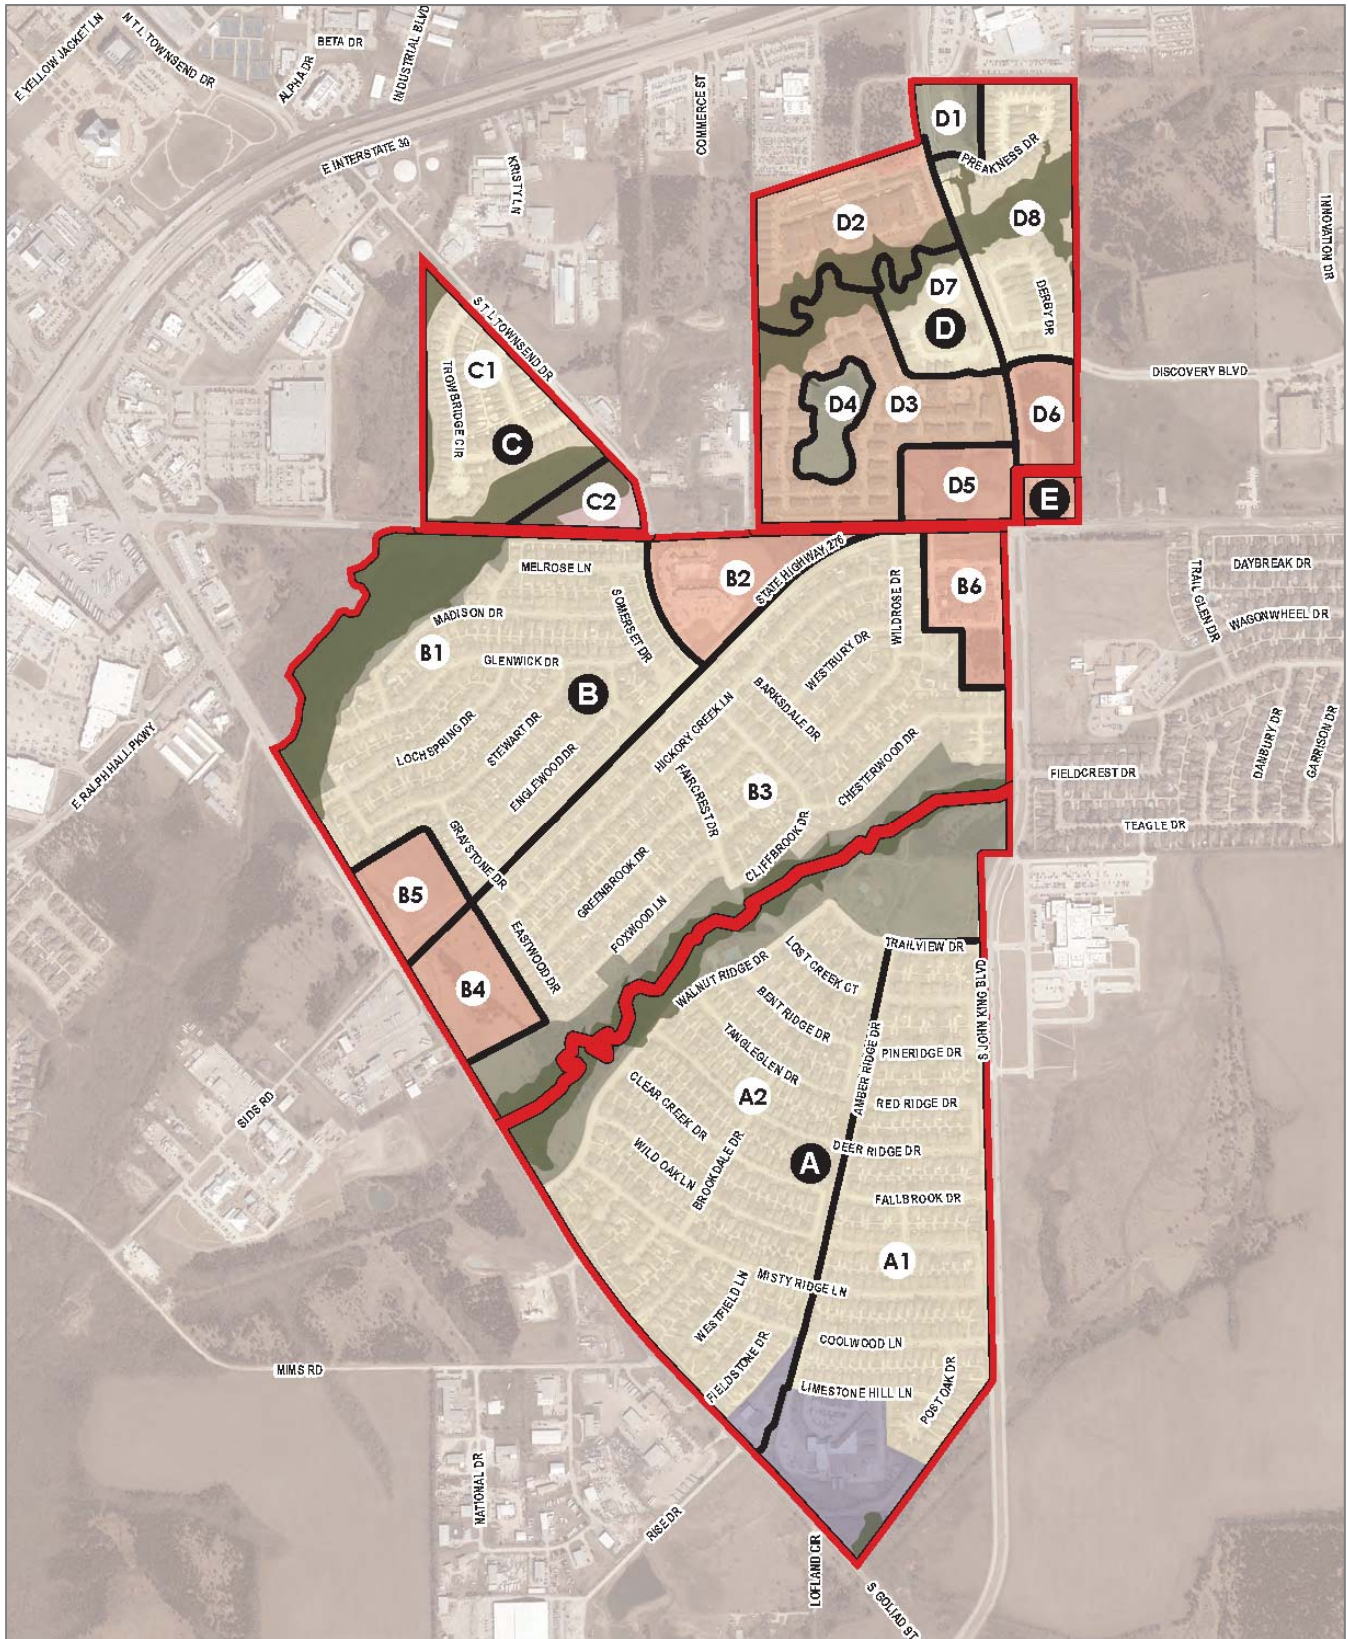 E YELLOW JACKET LN
N T L TOWNSEND DR
BETA DR
ALPHA DR
INDUSTRIAL BLVD
E INTERSTATE 30
COMMERCE ST
KRISTY LN
INNOVATION DR
D1
PREAKNESS DR
D2
D8
D7
D
DERBY DR
S T L TOWNSEND DR
C1
TROWBRIDGE CIR
C
C2
D4
D3
D6
DISCOVERY BLVD
D5
E
MELROSE LN
B2
STATE HIGHWAY 276
B6
WILDROSE DR
TRAIL GLEN DR
DAYBREAK DR
WAGONWHEEL DR
MADISON DR
SOMERSET DR
B1
GLENWICK DR
B
WESTBURY DR
BARKSDALE DR
HICKORY CREEK LN
LOCHSPRING DR
STEWART DR
ENGLEWOOD DR
FAIRCREST DR
B3
CHESTERWOOD DR
DANBURY DR
GARRISON DR
FIELDCREST DR
TEAGLE DR
E RALPH HALL PKWY
GRAYSTONE DR
CLIFFBROOK DR
GREENBROOK DR
B5
FOXWOOD LN
EASTWOOD DR
B4
TRAILVIEW DR
LOST CREEK CT
WALNUT RIDGE DR
BENT RIDGE DR
S JOHN KING BLVD
TANGLEGLEN DR
AMBER RIDGE DR
PINERIDGE DR
SIDS RD
CLEAR CREEK DR
A2
RED RIDGE DR
WILD OAK LN
BROOKDALE DR
A
DEER RIDGE DR
FALLBROOK DR
A1
MISTY RIDGE LN
WESTFIELD LN
COOLWOOD LN
MIMS RD
FIELDSTONE DR
LIMESTONE HILL LN
POST OAK DR
NATIONAL DR
RISE DR
LOFLAND CIR
S GOLIAD ST